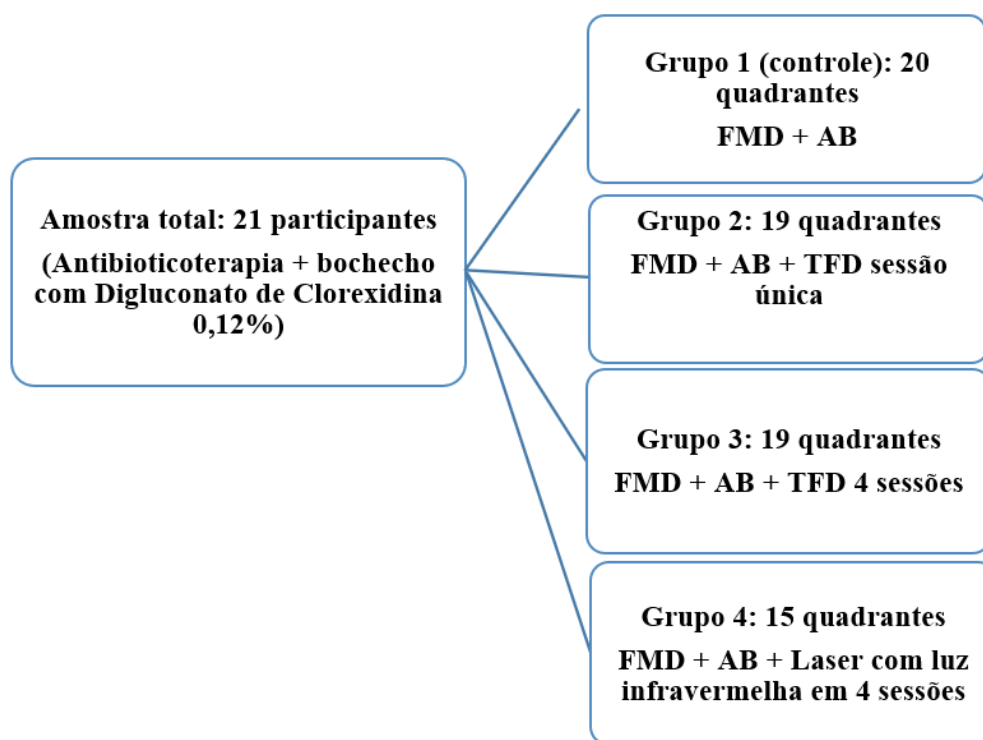 Amostra total: 21 participantes
(Antibioticoterapia + bochecho
com Digluconato de Clorexidina
0,12%)
Grupo 1 (controle): 20
quadrantes
FMD + AB
Grupo 2: 19 quadrantes
FMD + AB + TFD sessão
única
Grupo 3: 19 quadrantes
FMD + AB + TFD 4 sessões
Grupo 4: 15 quadrantes
FMD + AB + Laser com luz
infravermelha em 4 sessões